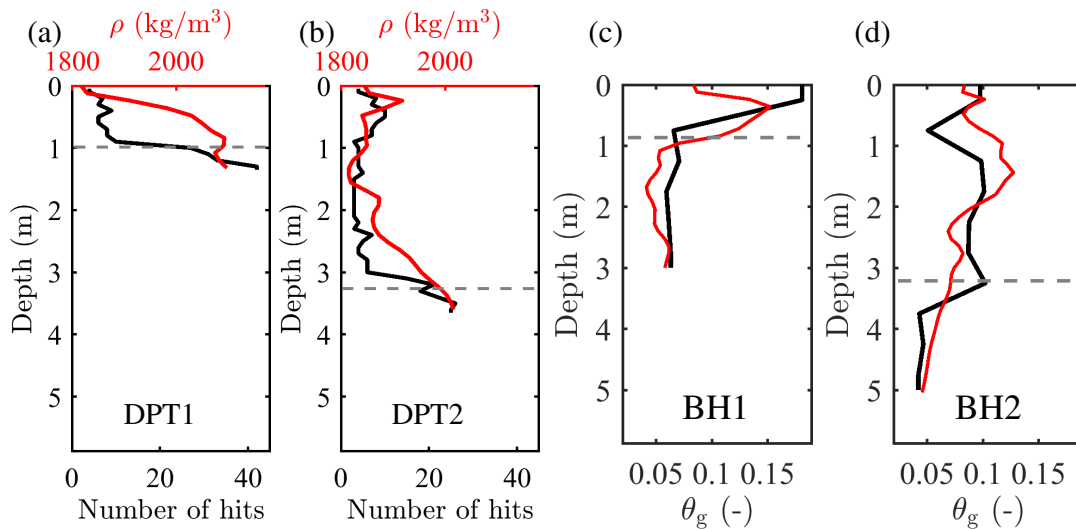 (a)
ρ (kg/m³)
1800 2000
0
1
2
3
4
5
Depth (m)
DPT1
0 20 40
Number of hits
(b)
ρ (kg/m³)
1800 2000
0
1
2
3
4
5
Depth (m)
DPT2
0 20 40
Number of hits
(c)
0
1
2
3
4
5
Depth (m)
BH1
0.05 0.1 0.15
θg (-)
(d)
0
1
2
3
4
5
Depth (m)
BH2
0.05 0.1 0.15
θg (-)